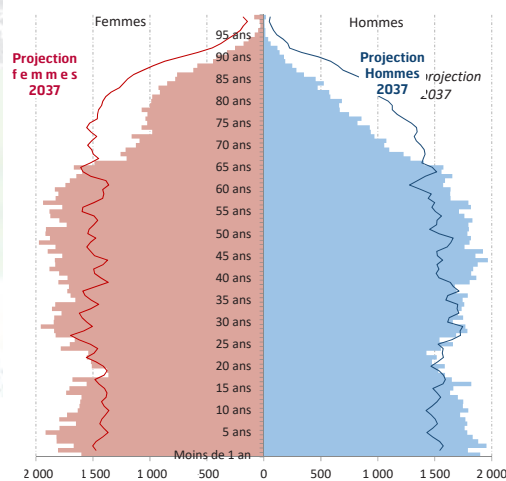 Femmes
Hommes
Projection
femmes
2037
Projection
Hommes
2037
rojection
2037
95 ans
90 ans
85 ans
80 ans
75 ans
70 ans
65 ans
60 ans
55 ans
50 ans
45 ans
40 ans
35 ans
30 ans
25 ans
20 ans
15 ans
10 ans
5 ans
Moins de 1 an
2 000 1 500 1 000 500 0 500 1 000 1 500 2 000